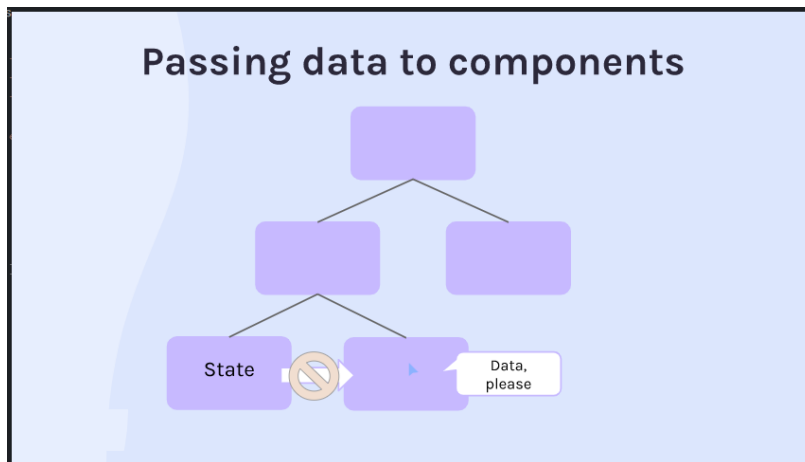 Passing data to components
State
Data,
please